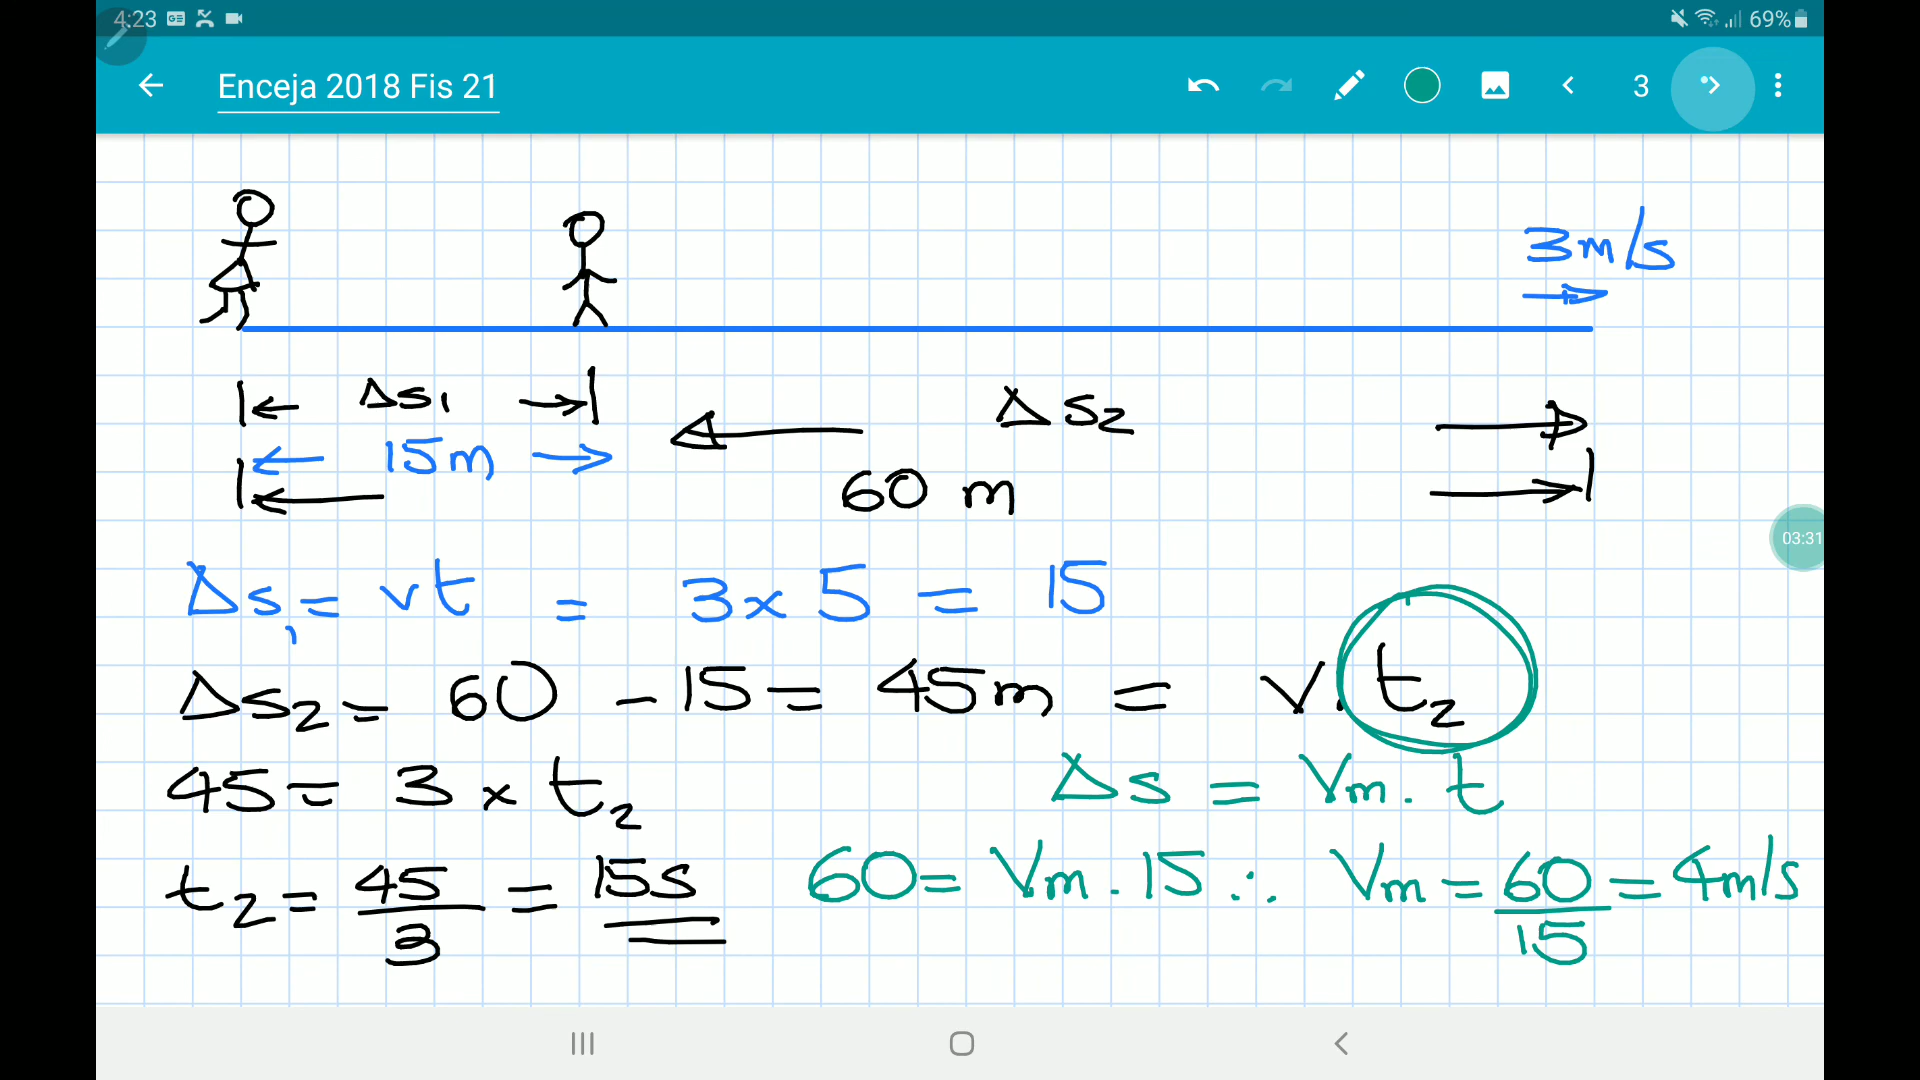 4:23 69%
Enceja 2018 Fis 21 3
3m/s
Δs1 Δs2
15m
60 m
03:31
Δs1 = vt = 3 x 5 = 15
Δs2 = 60 - 15 = 45m = v. t2
45 = 3 x t2 Δs = Vm. t
t2 = 45/3 = 15s 60 = Vm. 15 ∴ Vm = 60/15 = 4m/s